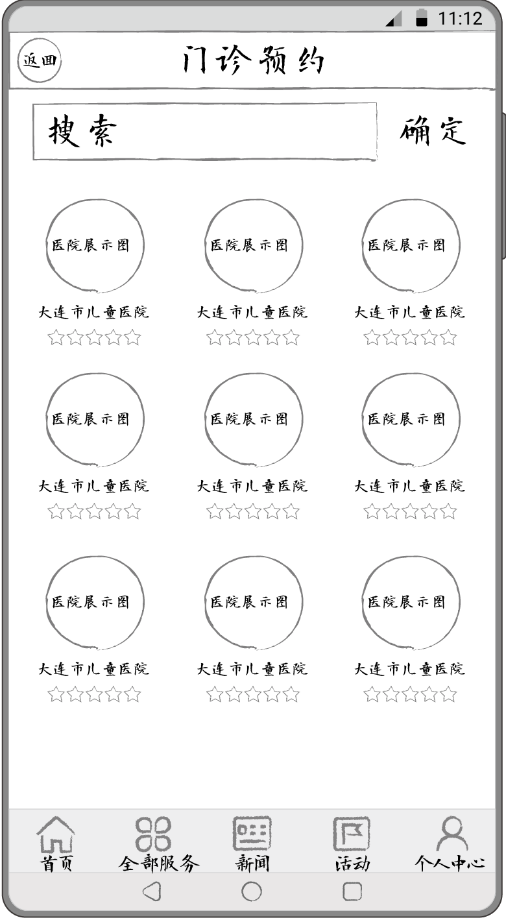 11:12
返回
门诊预约
搜索
确定
医院展示图 医院展示图 医院展示图
大连市儿童医院 大连市儿童医院 大连市儿童医院
医院展示图 医院展示图 医院展示图
大连市儿童医院 大连市儿童医院 大连市儿童医院
医院展示图 医院展示图 医院展示图
大连市儿童医院 大连市儿童医院 大连市儿童医院
首页 全部服务 新闻 活动 个人中心